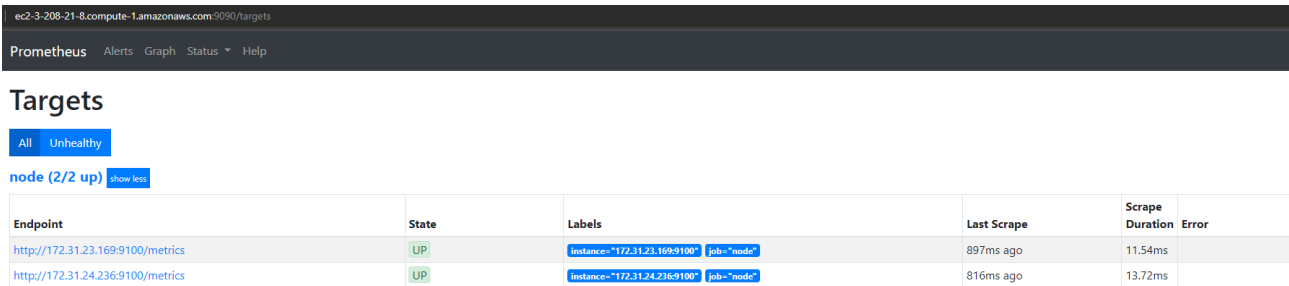 ec2-3-208-21-8.compute-1.amazonaws.com:9090/targets
Prometheus Alerts Graph Status Help
Targets
All Unhealthy
node (2/2 up) show less
Endpoint State Labels Last Scrape Scrape Duration Error
http://172.31.23.169:9100/metrics UP instance="172.31.23.169:9100" job="node" 897ms ago 11.54ms
http://172.31.24.236:9100/metrics UP instance="172.31.24.236:9100" job="node" 816ms ago 13.72ms